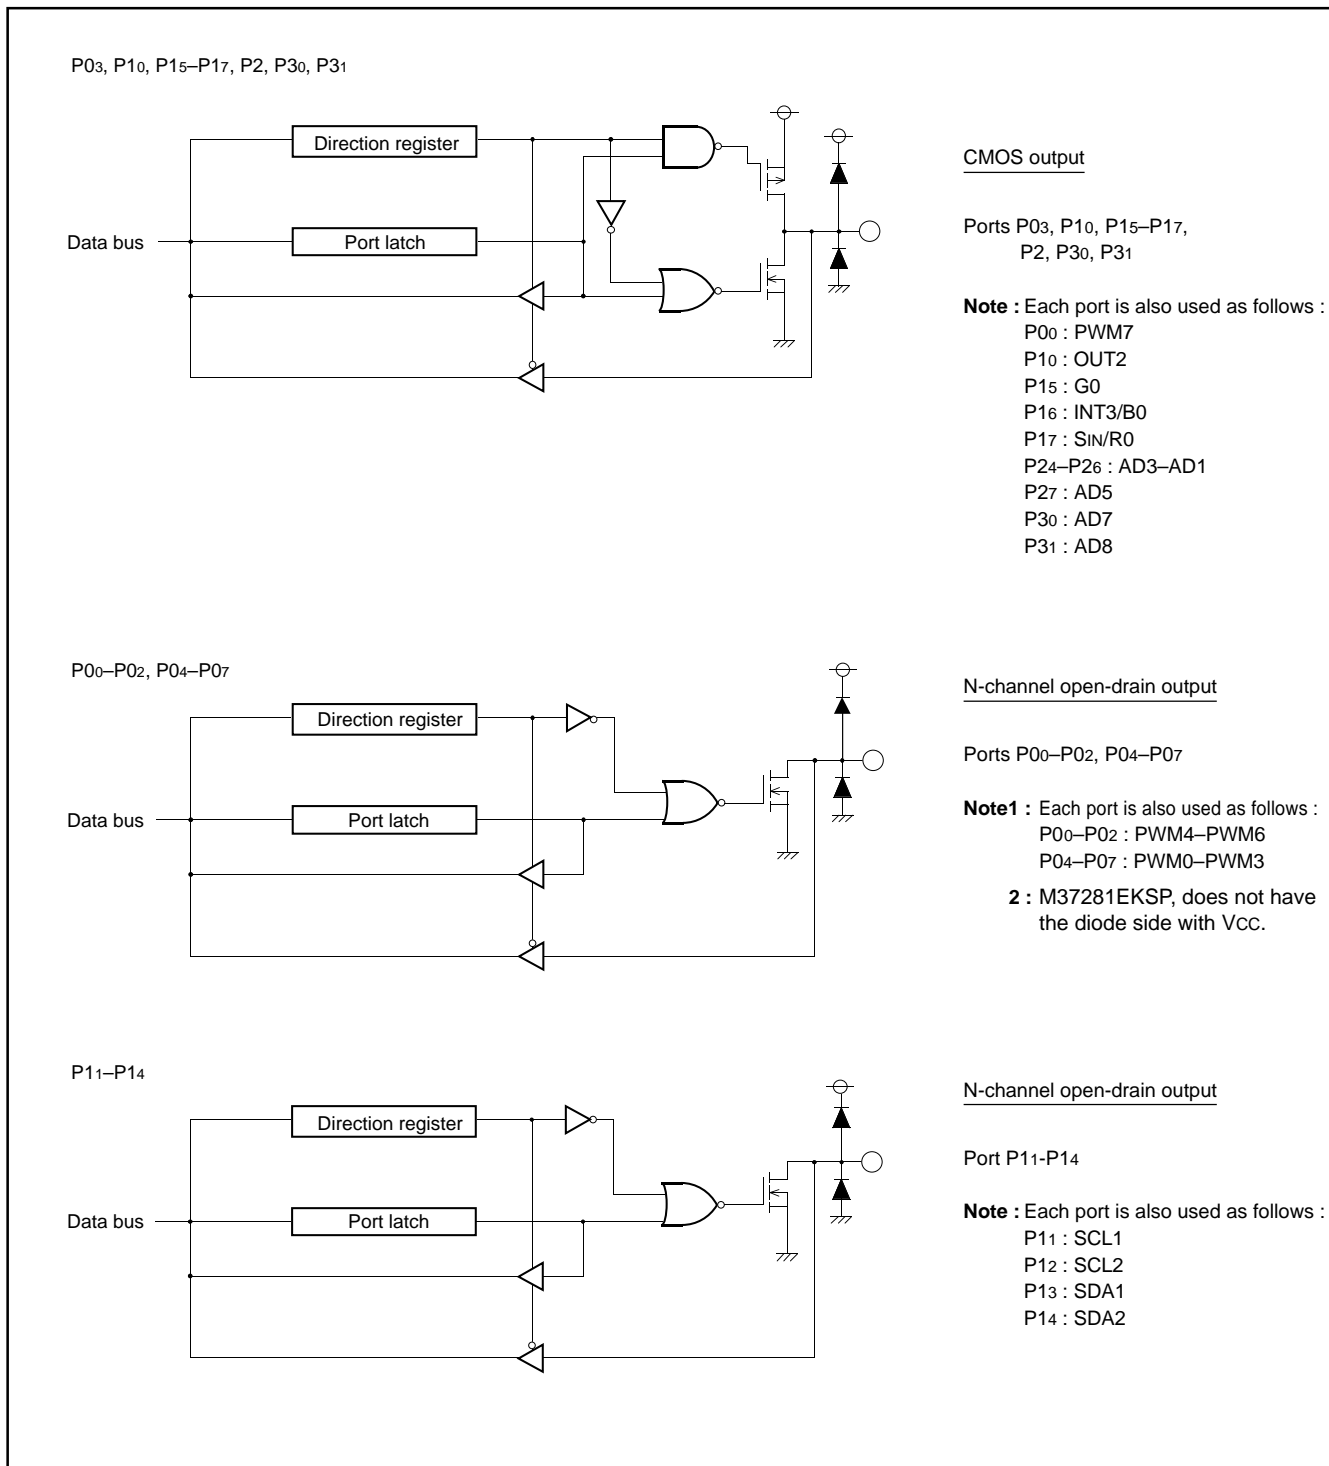 P03, P10, P15–P17, P2, P30, P31
Direction register
Port latch
Data bus
CMOS output
Ports P03, P10, P15–P17,
P2, P30, P31
Note : Each port is also used as follows :
P00 : PWM7
P10 : OUT2
P15 : G0
P16 : INT3/B0
P17 : SIN/R0
P24–P26 : AD3–AD1
P27 : AD5
P30 : AD7
P31 : AD8
P00–P02, P04–P07
Direction register
Port latch
Data bus
N-channel open-drain output
Ports P00–P02, P04–P07
Note1 : Each port is also used as follows :
P00–P02 : PWM4–PWM6
P04–P07 : PWM0–PWM3
2 : M37281EKSP, does not have
the diode side with VCC.
P11–P14
Direction register
Port latch
Data bus
N-channel open-drain output
Port P11-P14
Note : Each port is also used as follows :
P11 : SCL1
P12 : SCL2
P13 : SDA1
P14 : SDA2